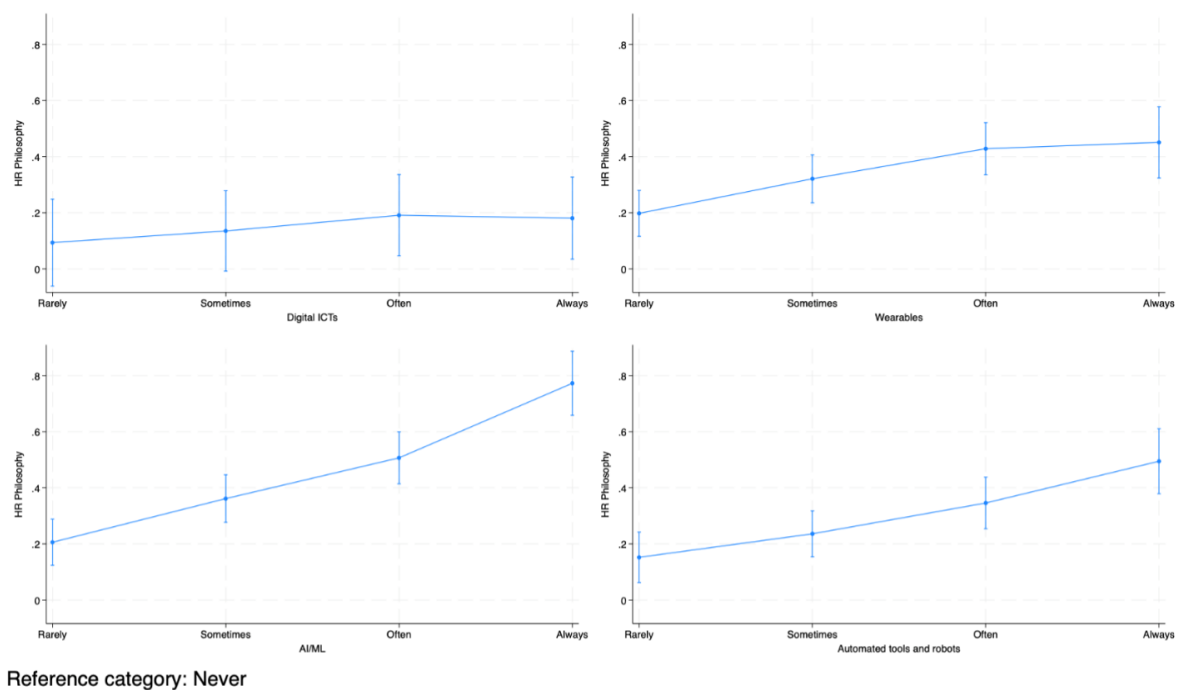 HR Philosophy
.8
.6
.4
.2
0
Rarely
Sometimes
Often
Always
Digital ICTs
HR Philosophy
.8
.6
.4
.2
0
Rarely
Sometimes
Often
Always
Wearables
HR Philosophy
.8
.6
.4
.2
0
Rarely
Sometimes
Often
Always
AI/ML
HR Philosophy
.8
.6
.4
.2
0
Rarely
Sometimes
Often
Always
Automated tools and robots
Reference category: Never